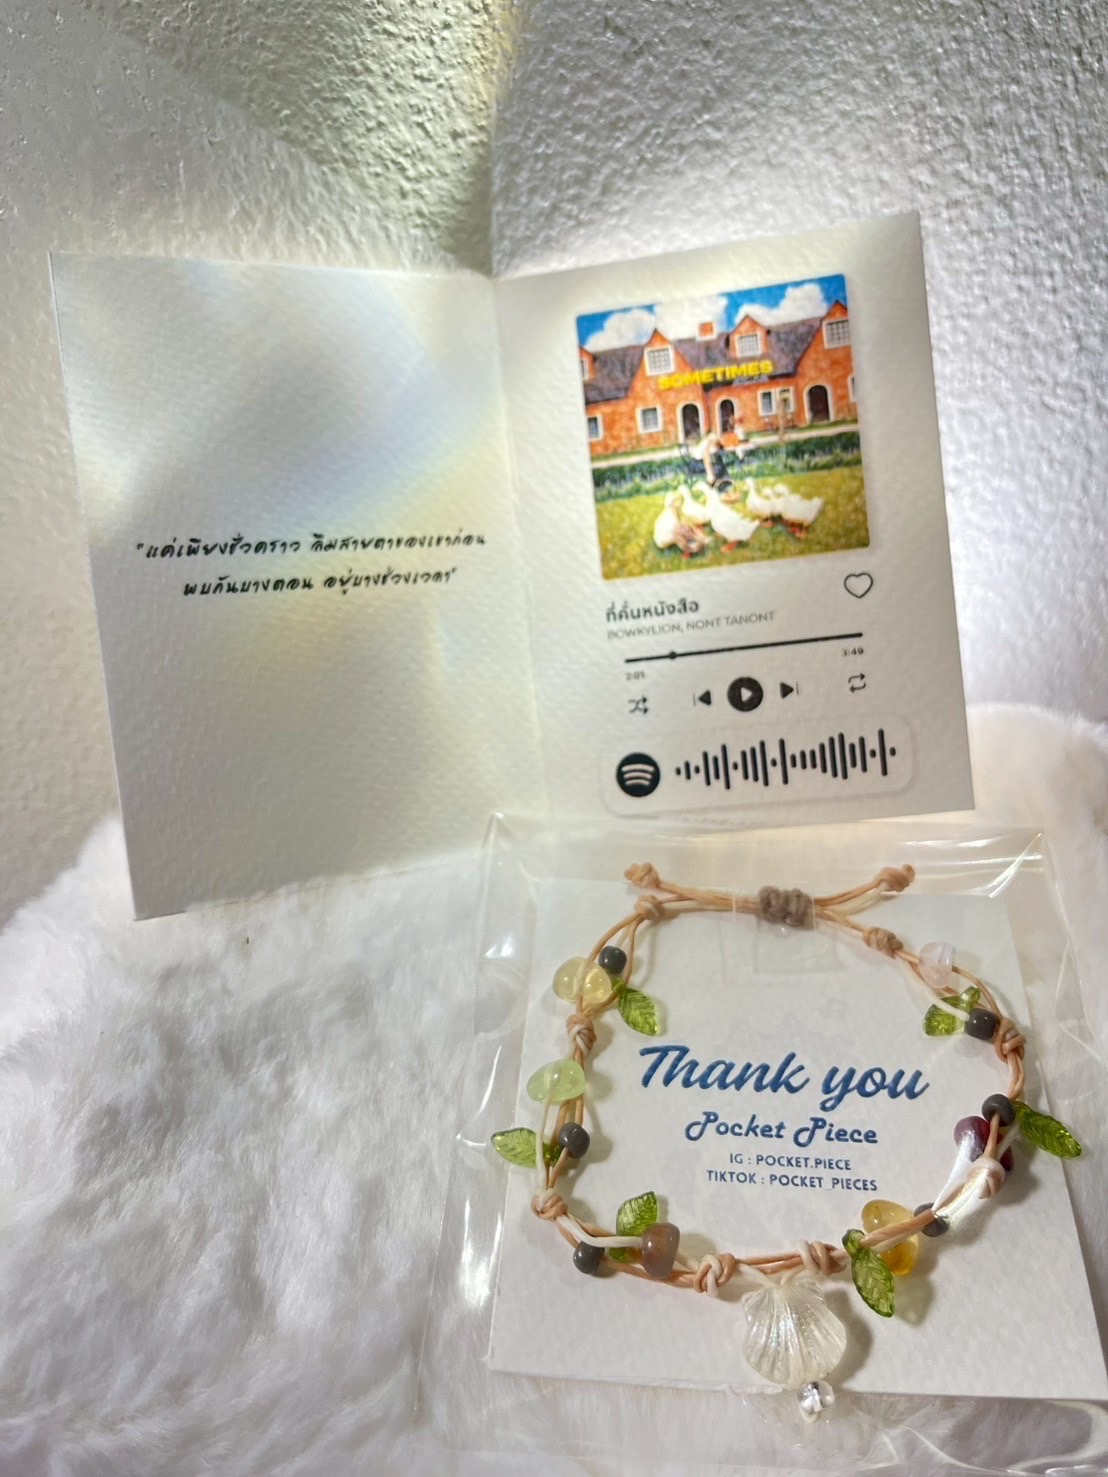 "แค่เพียงชั่วคราว ลืมสายตาของเขาก่อน
พบกันบางตอน อยู่บางช่วงเวลา"
SOMETIMES
ที่คั่นหนังสือ
BOWKYLION, NONT TANONT
2:01
3:49
Thank you
Pocket Piece
IG : POCKET.PIECE
TIKTOK : POCKET_PIECES